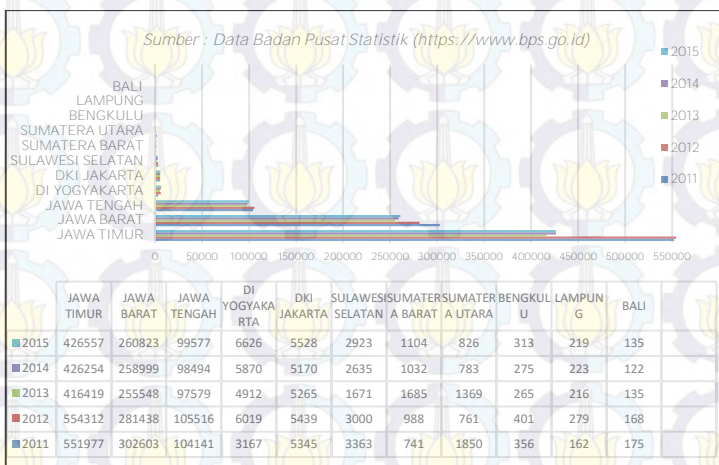 Sumber : Data Badan Pusat Statistik (https://www.bps.go.id)
2015
2014
2013
2012
2011
BALI
LAMPUNG
BENGKULU
SUMATERA UTARA
SUMATERA BARAT
SULAWESI SELATAN
DKI JAKARTA
DI YOGYAKARTA
JAWA TENGAH
JAWA BARAT
JAWA TIMUR
0 50000 100000 150000 200000 250000 300000 350000 400000 450000 500000 550000
DI
JAWA JAWA JAWA YOGYAKA DKI SULAWESI SUMATER SUMATER BENGKUL LAMPUN BALI
TIMUR BARAT TENGAH RTA JAKARTA SELATAN A BARAT A UTARA U G
2015 426557 260823 99577 6626 5528 2923 1104 826 313 219 135
2014 426254 258999 98494 5870 5170 2635 1032 783 275 223 122
2013 416419 255548 97579 4912 5265 1671 1685 1369 265 216 135
2012 554312 281438 105516 6019 5439 3000 988 761 401 279 168
2011 551977 302603 104141 3167 5345 3363 741 1850 356 162 175